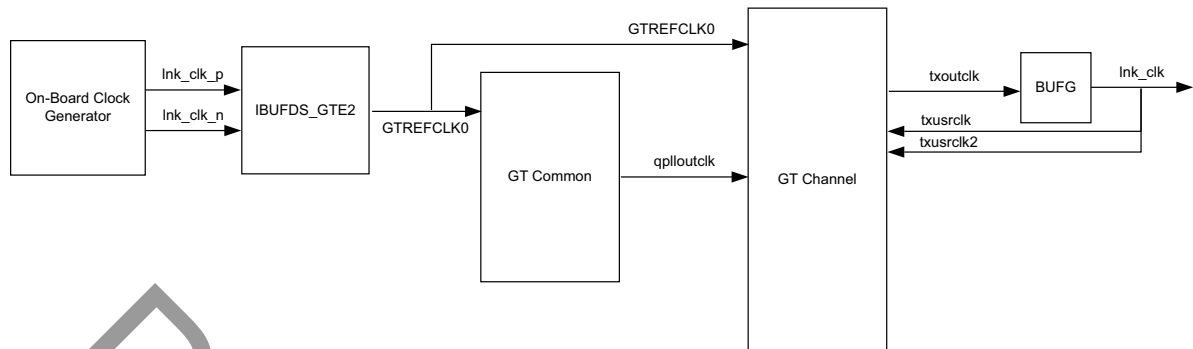 GTREFCLK0
On-Board Clock
Generator
lnk_clk_p
lnk_clk_n
IBUFDS_GTE2
GTREFCLK0
GT Common
qplloutclk
GT Channel
txoutclk
BUFG
lnk_clk
txusrclk
txusrclk2